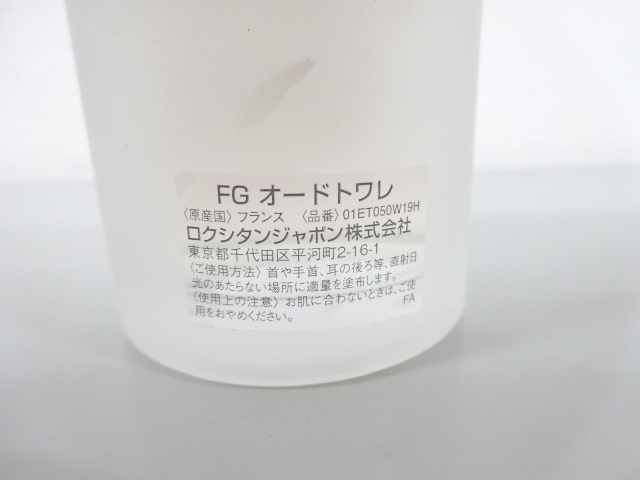 FG オードトワレ
〈原産国〉フランス 〈品番〉01ET050W19H
ロクシタンジャポン株式会社
東京都千代田区平河町2-16-1
〈ご使用方法〉首や手首、耳の後ろ等、直射日
光のあたらない場所に適量を塗布します。
〈使用上の注意〉お肌に合わないときは、ご使
用をおやめください。 FA